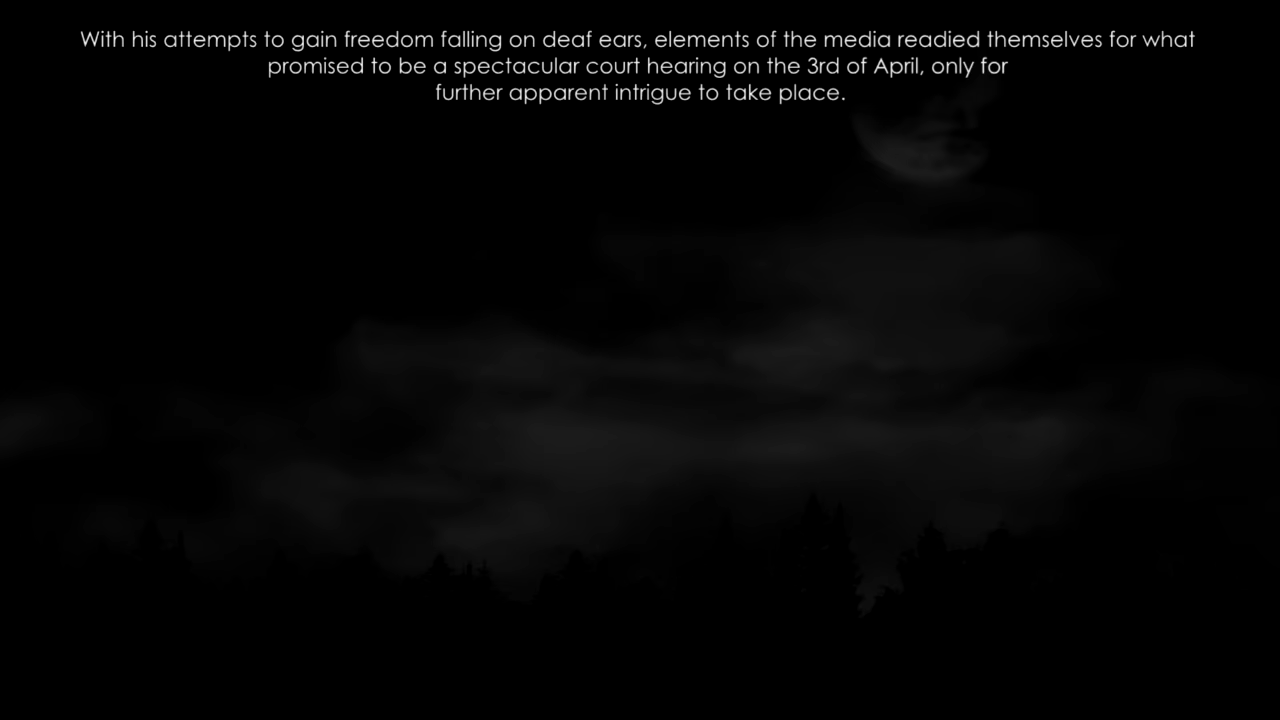 With his attempts to gain freedom falling on deaf ears, elements of the media readied themselves for what
promised to be a spectacular court hearing on the 3rd of April, only for
further apparent intrigue to take place.